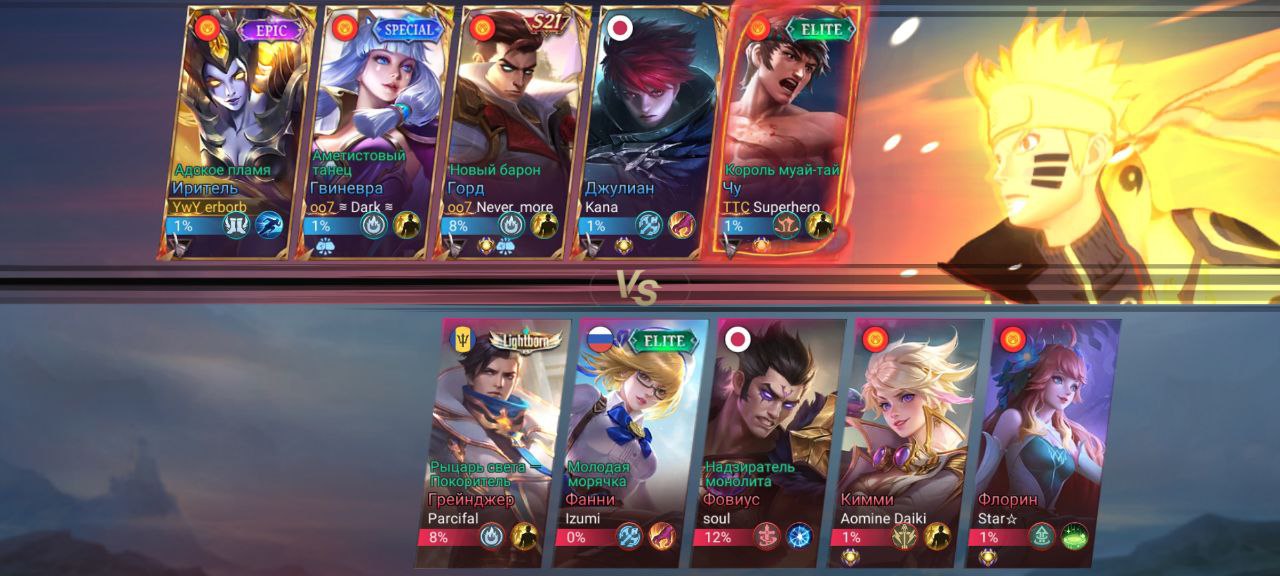 EPIC
Адское пламя
Иритель
YwY erborb
1%
SPECIAL
Аметистовый
танец
Гвиневра
oo7 ≋ Dark ≋
1%
S21
Новый барон
Горд
oo7 Never more
8%
Джулиан
Kana
1%
ELITE
Король муай-тай
Чу
TTC Superhero
1%
VS
Lightborn
Рыцарь света —
Покоритель
Грейнджер
Parcifal
8%
ELITE
Молодая
морячка
Фанни
Izumi
0%
Надзиратель
монолита
Фовиус
soul
12%
Кимми
Aomine Daiki
1%
Флорин
Star☆
1%